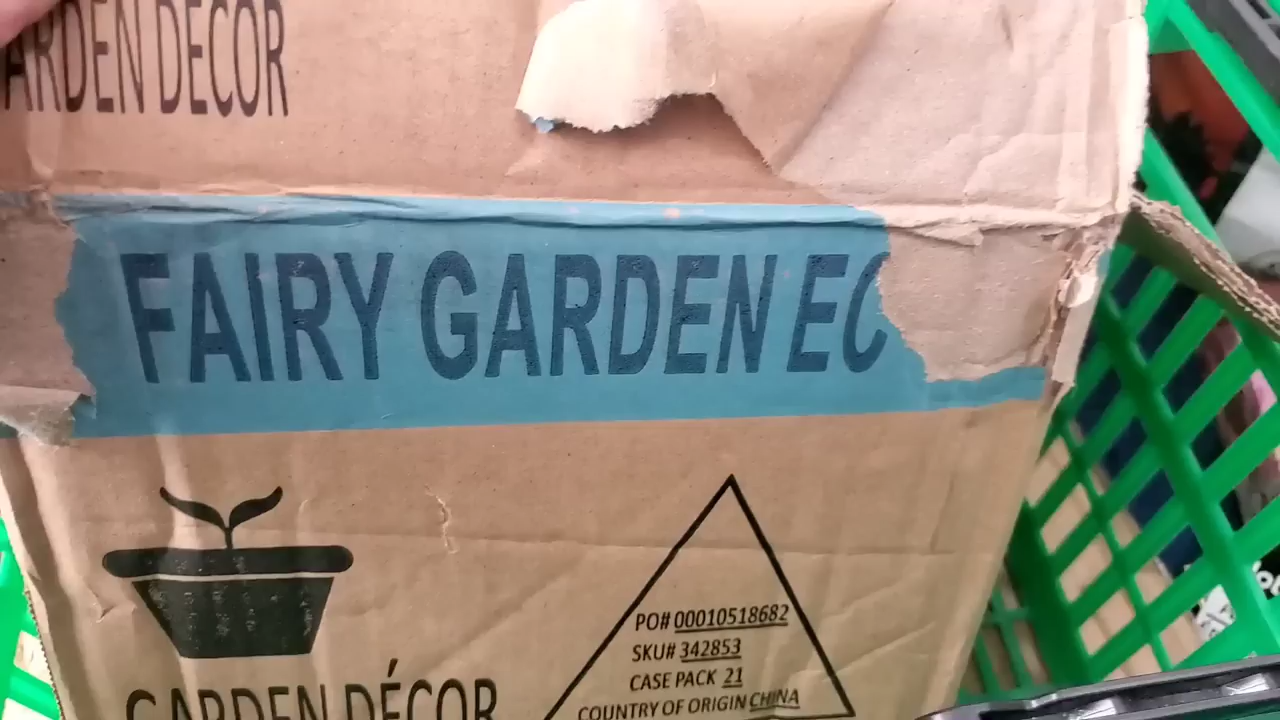 ARDEN DECOR
FAIRY GARDEN EC
GARDEN DÉCOR
PO# 00010518682
SKU# 342853
CASE PACK 21
COUNTRY OF ORIGIN CHINA